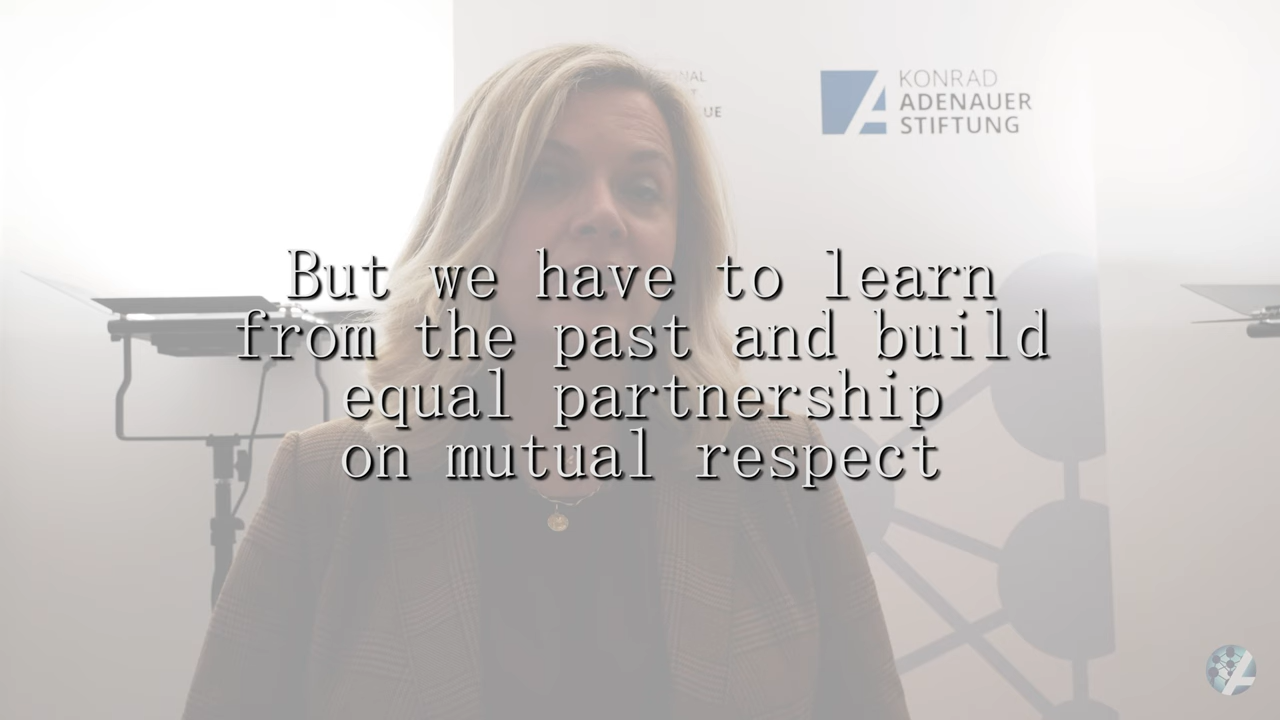 KONRAD
ADENAUER
STIFTUNG
But we have to learn
from the past and build
equal partnership
on mutual respect